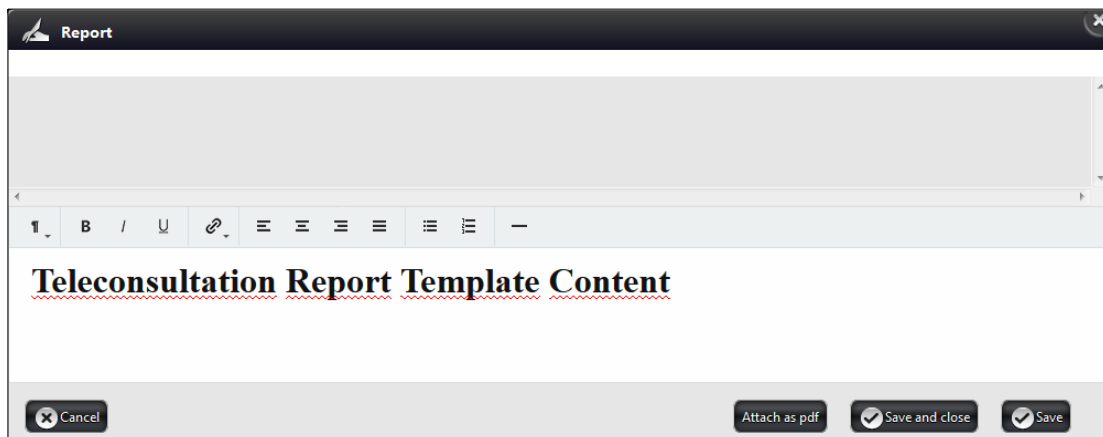 Report
B I U
Teleconsultation Report Template Content
Cancel Attach as pdf Save and close Save